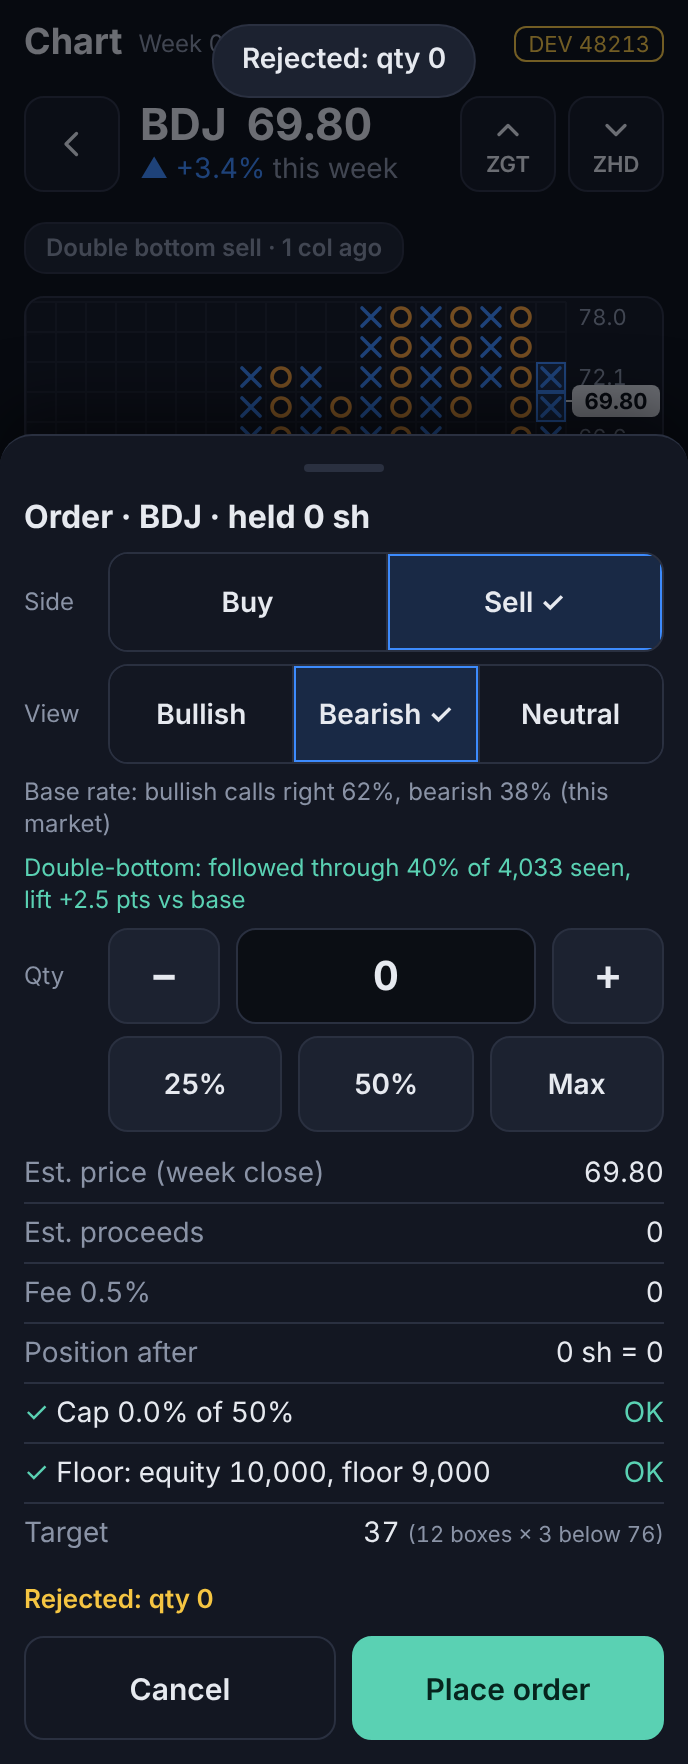 Chart Week
Rejected: qty 0
DEV 48213
BDJ 69.80
▲ +3.4% this week
ZGT
ZHD
Double bottom sell · 1 col ago
78.0
72.1
69.80
Order · BDJ · held 0 sh
Side
Buy
Sell ✓
View
Bullish
Bearish ✓
Neutral
Base rate: bullish calls right 62%, bearish 38% (this
market)
Double-bottom: followed through 40% of 4,033 seen,
lift +2.5 pts vs base
Qty
−
0
+
25%
50%
Max
Est. price (week close) 69.80
Est. proceeds 0
Fee 0.5% 0
Position after 0 sh = 0
✓ Cap 0.0% of 50% OK
✓ Floor: equity 10,000, floor 9,000 OK
Target 37 (12 boxes × 3 below 76)
Rejected: qty 0
Cancel
Place order